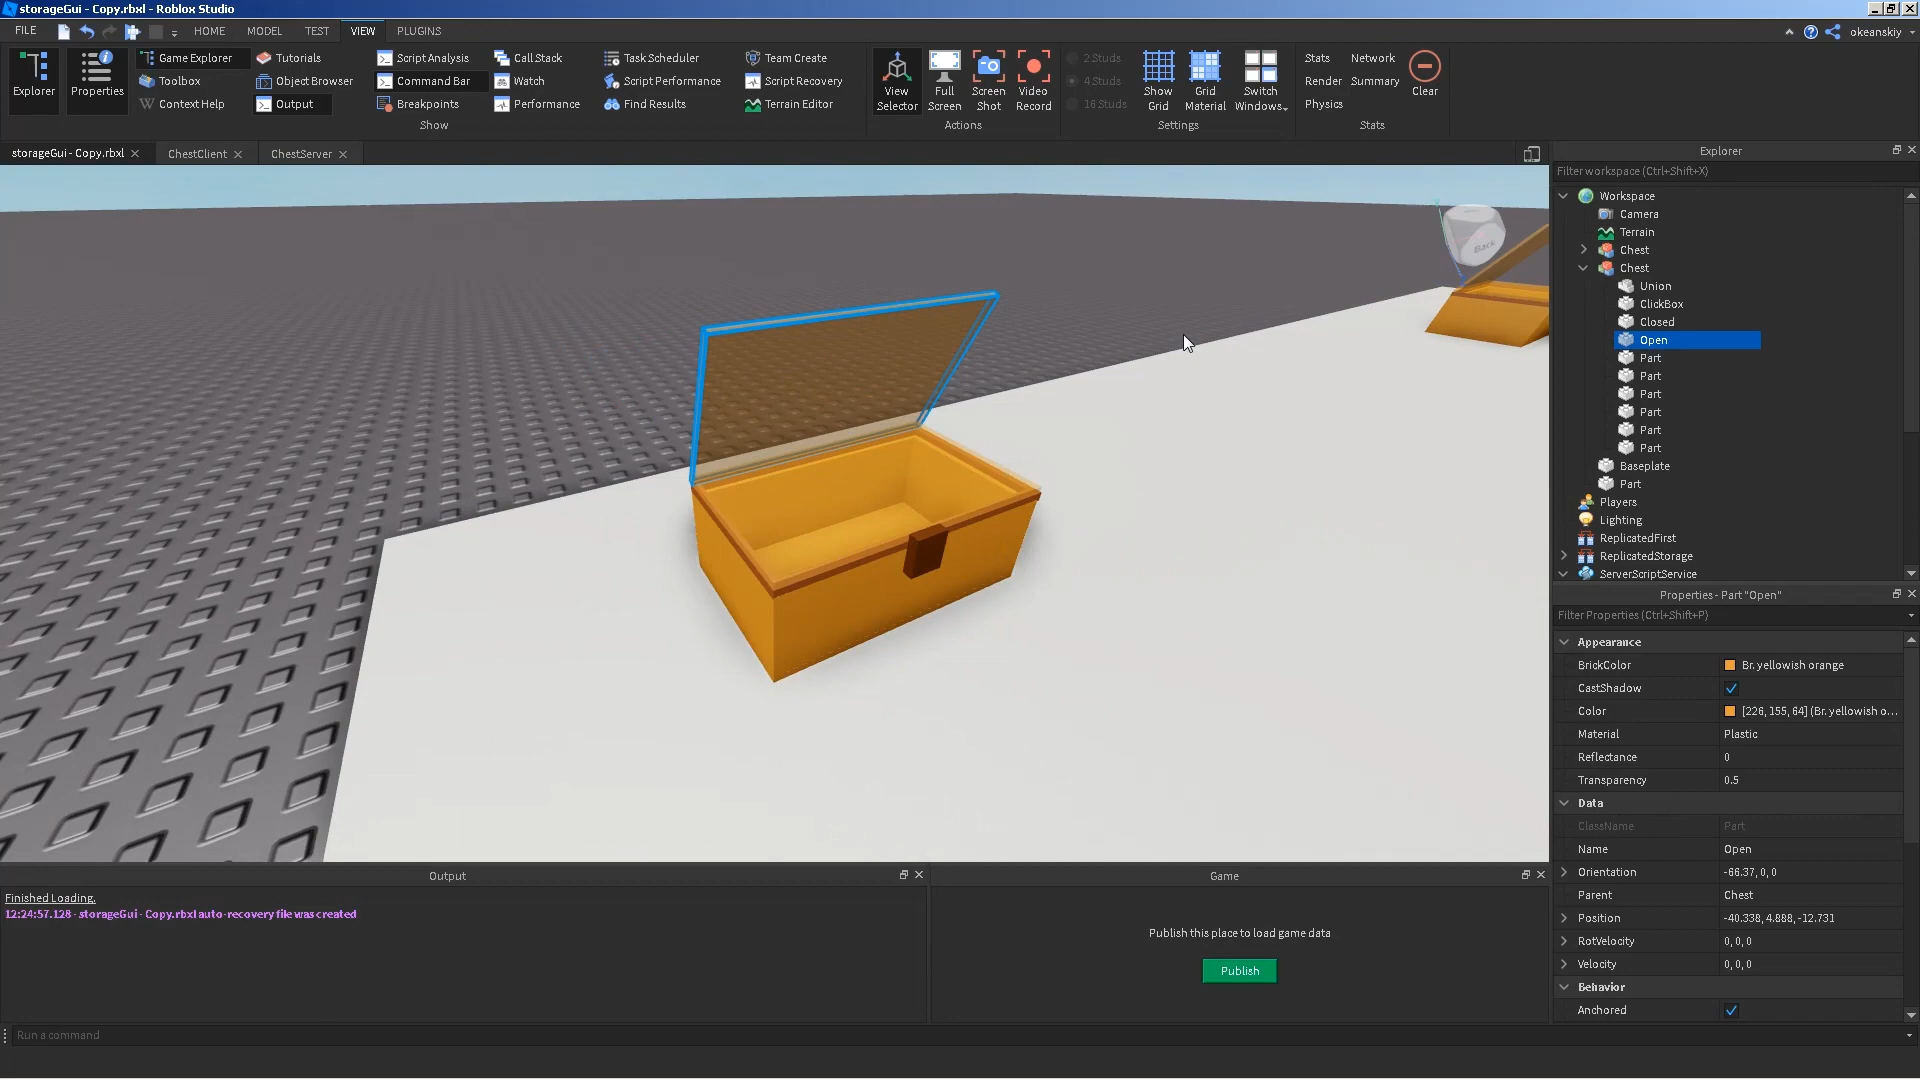 storageGui - Copy.rbxl - Roblox Studio
FILE HOME MODEL TEST VIEW PLUGINS okeanskiy
Explorer
Properties
Game Explorer
Toolbox
Context Help
Tutorials
Object Browser
Output
Script Analysis
Command Bar
Breakpoints
Call Stack
Watch
Performance
Task Scheduler
Script Performance
Find Results
Team Create
Script Recovery
Terrain Editor
Show
View Selector
Full Screen
Screen Shot
Video Record
Actions
2 Studs
4 Studs
16 Studs
Show Grid
Grid Material
Switch Windows
Settings
Stats
Network
Render
Summary
Physics
Clear
Stats
storageGui - Copy.rbxl
ChestClient
ChestServer
Back
Explorer
Filter workspace (Ctrl+Shift+X)
Workspace
Camera
Terrain
Chest
Chest
Union
ClickBox
Closed
Open
Part
Part
Part
Part
Part
Part
Baseplate
Part
Players
Lighting
ReplicatedFirst
ReplicatedStorage
ServerScriptService
Properties - Part "Open"
Filter Properties (Ctrl+Shift+P)
Appearance
BrickColor Br. yellowish orange
CastShadow
Color [226, 155, 64] (Br. yellowish o...
Material Plastic
Reflectance 0
Transparency 0.5
Data
ClassName Part
Name Open
Orientation -66.37, 0, 0
Parent Chest
Position -40.338, 4.888, -12.731
RotVelocity 0, 0, 0
Velocity 0, 0, 0
Behavior
Anchored
Output
Finished Loading.
12:24:57.128 - storageGui - Copy.rbxl auto-recovery file was created
Game
Publish this place to load game data
Publish
Run a command